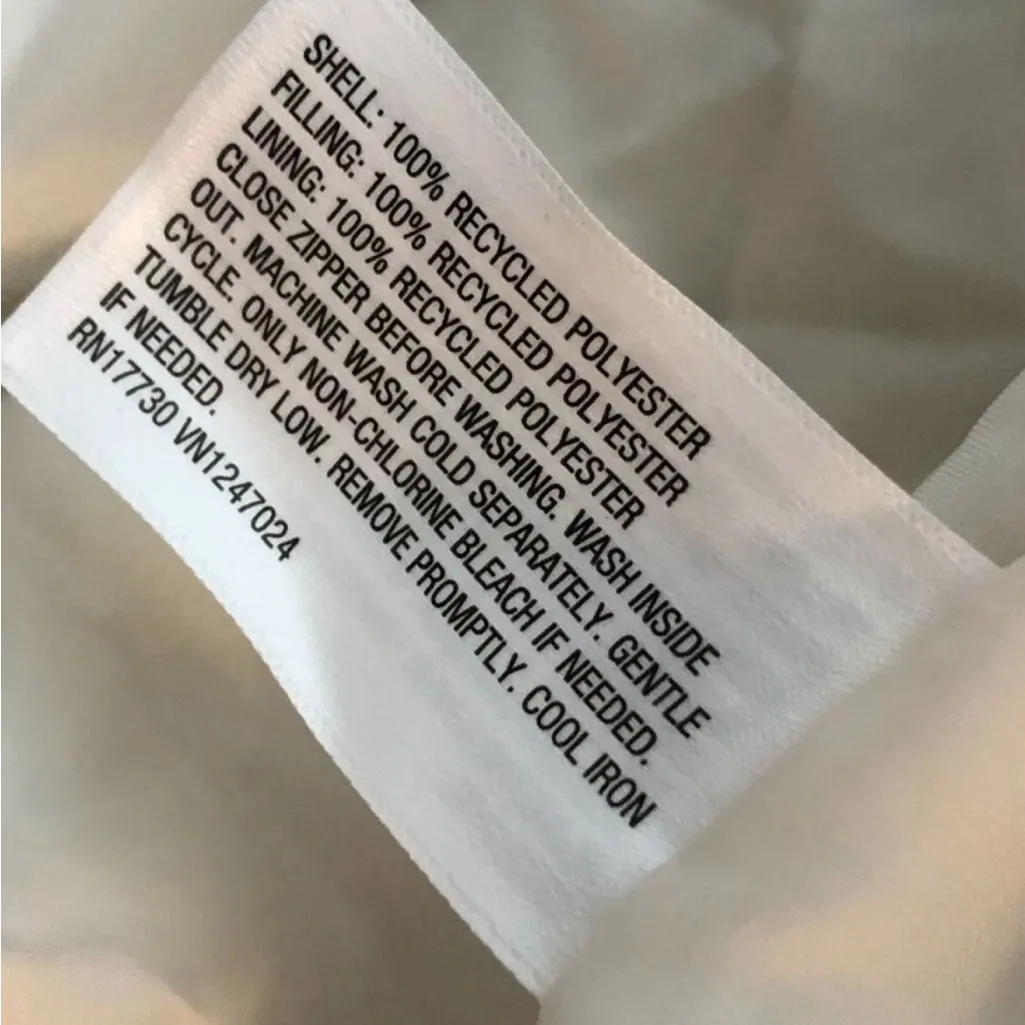 SHELL: 100% RECYCLED POLYESTER
FILLING: 100% RECYCLED POLYESTER
LINING: 100% RECYCLED POLYESTER
CLOSE ZIPPER BEFORE WASHING. WASH INSIDE
OUT. MACHINE WASH COLD SEPARATELY. GENTLE
CYCLE. ONLY NON-CHLORINE BLEACH IF NEEDED.
TUMBLE DRY LOW. REMOVE PROMPTLY. COOL IRON
IF NEEDED.
RN17730 VN1247024